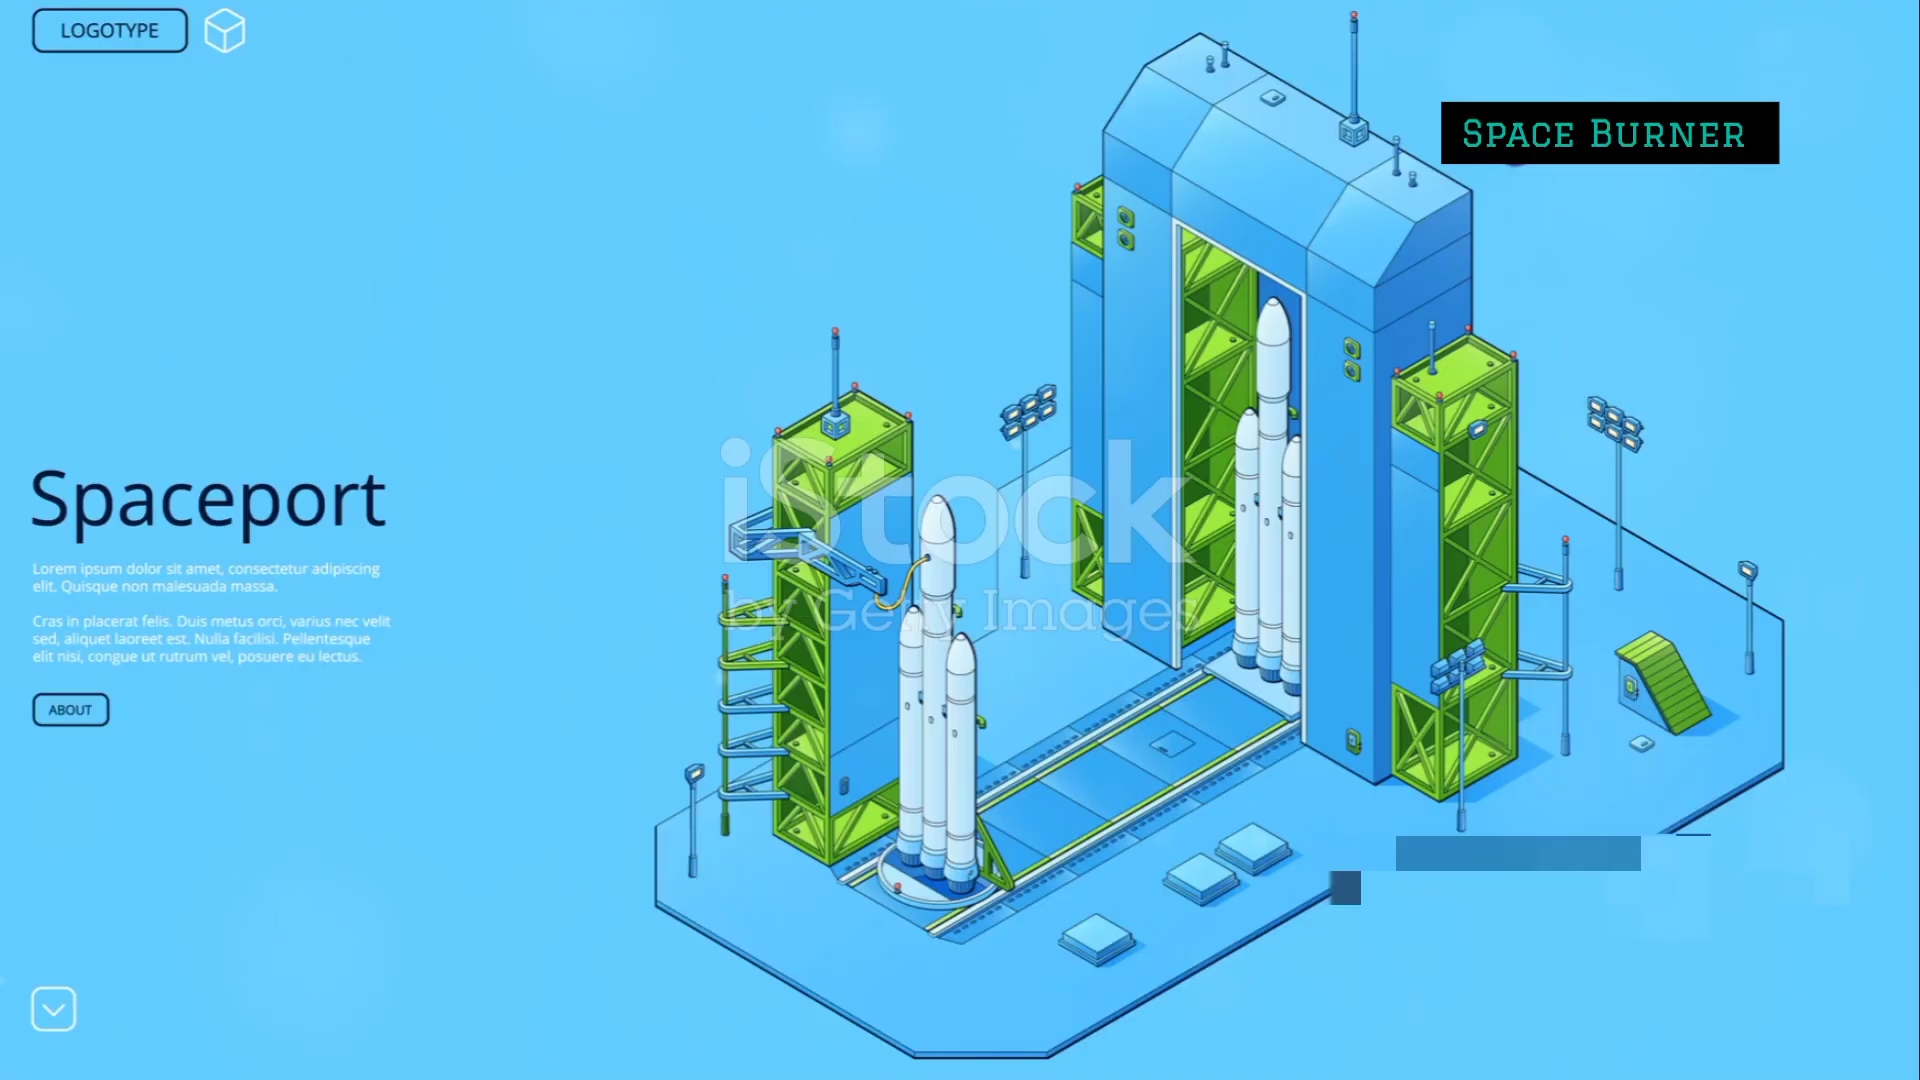 LOGOTYPE
Space Burner
iStock
by Getty Images
Spaceport
Lorem ipsum dolor sit amet, consectetur adipiscing
elit. Quisque non malesuada massa.
Cras in placerat felis. Duis metus orci, varius nec velit
sed, aliquet laoreet est. Nulla facilisi. Pellentesque
elit nisi, congue ut rutrum vel, posuere eu lectus.
ABOUT